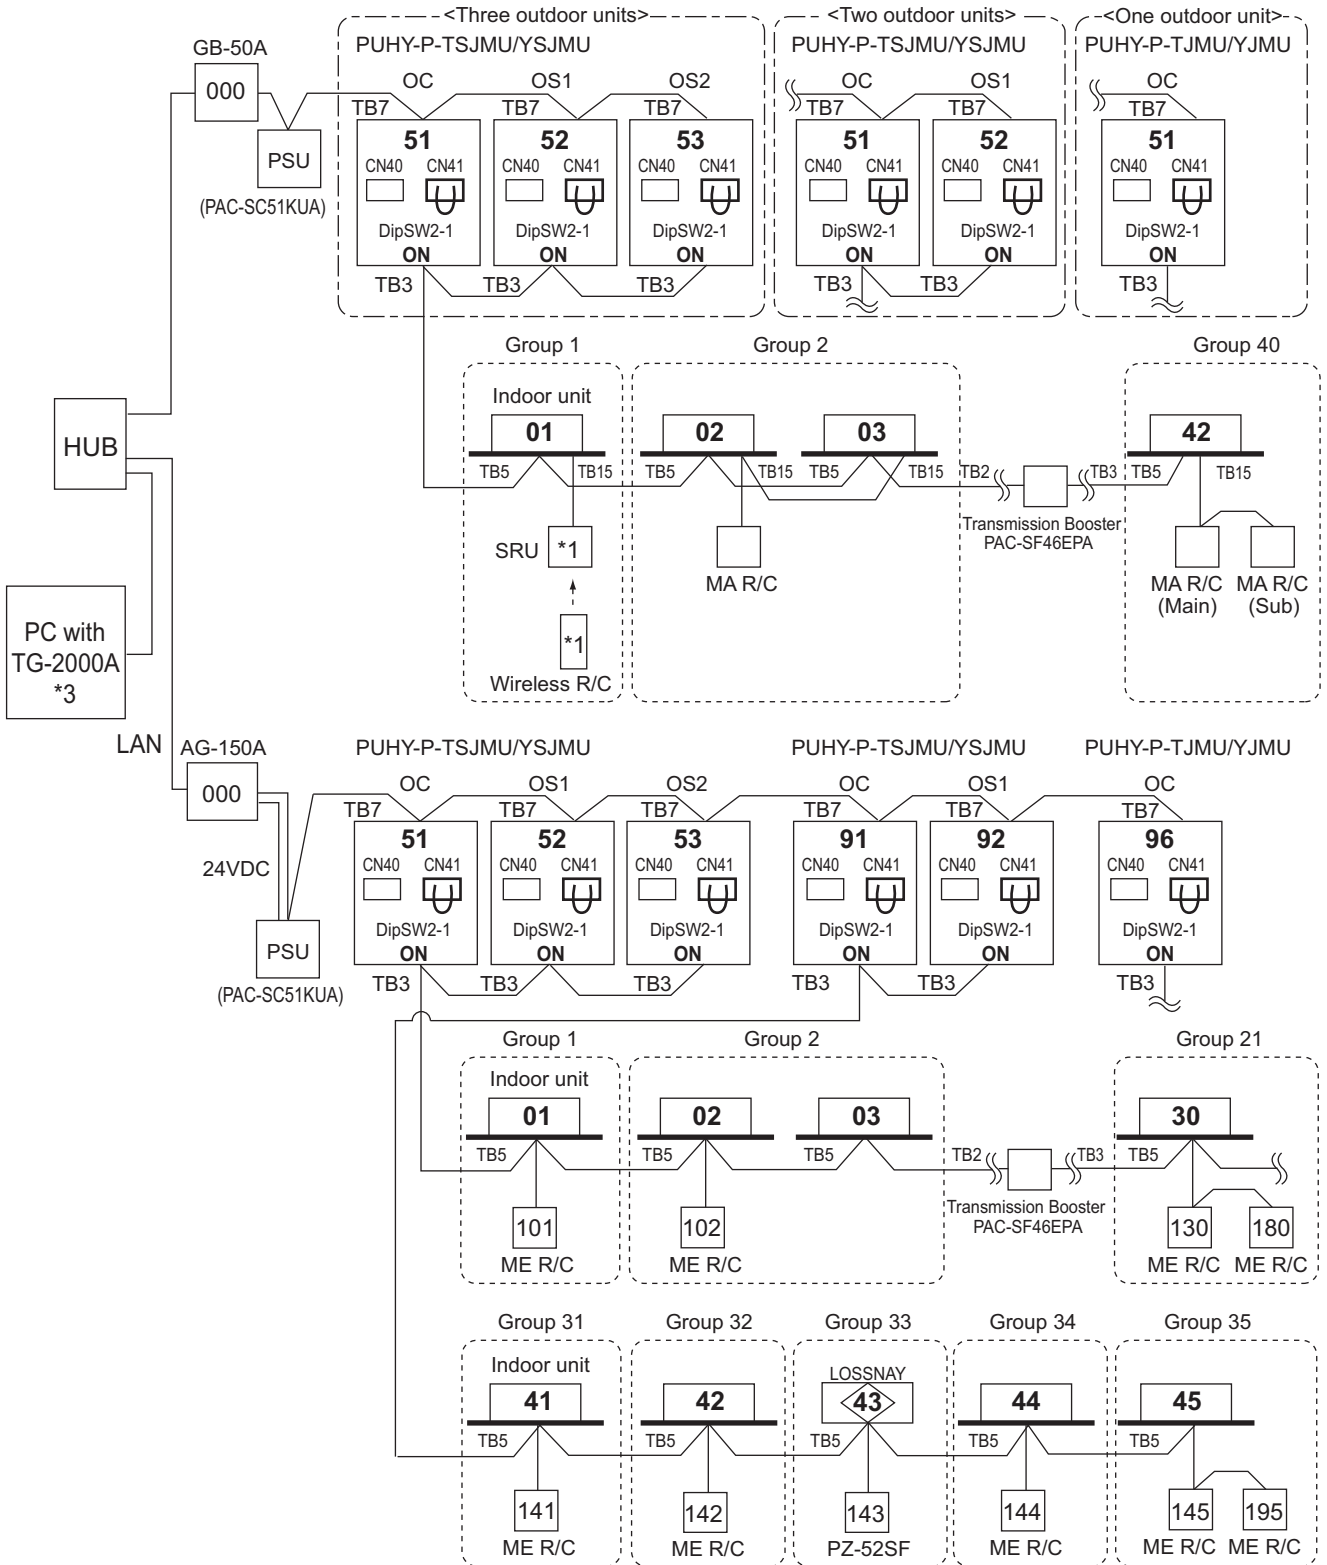 <Three outdoor units>
<Two outdoor units>
<One outdoor unit>
GB-50A
PUHY-P-TSJMU/YSJMU
PUHY-P-TSJMU/YSJMU
PUHY-P-TJMU/YJMU
000
OC OS1 OS2 OC OS1 OC
TB7 TB7 TB7 TB7 TB7 TB7
PSU
(PAC-SC51KUA)
51 52 53 51 52 51
CN40 CN41 CN40 CN41 CN40 CN41 CN40 CN41 CN40 CN41 CN40 CN41
DipSW2-1 DipSW2-1 DipSW2-1 DipSW2-1 DipSW2-1 DipSW2-1
ON ON ON ON ON ON
TB3 TB3 TB3 TB3 TB3 TB3
Group 1 Group 2 Group 40
Indoor unit
HUB
01 02 03 42
TB5 TB15 TB5 TB15 TB5 TB15 TB2 TB3 TB5 TB15
Transmission Booster
PAC-SF46EPA
SRU *1
MA R/C
MA R/C
(Main)
MA R/C
(Sub)
*1
Wireless R/C
PC with
TG-2000A
*3
LAN
AG-150A
PUHY-P-TSJMU/YSJMU
PUHY-P-TSJMU/YSJMU
PUHY-P-TJMU/YJMU
000
OC OS1 OS2 OC OS1 OC
TB7 TB7 TB7 TB7 TB7 TB7
24VDC
PSU
(PAC-SC51KUA)
51 52 53 91 92 96
CN40 CN41 CN40 CN41 CN40 CN41 CN40 CN41 CN40 CN41 CN40 CN41
DipSW2-1 DipSW2-1 DipSW2-1 DipSW2-1 DipSW2-1 DipSW2-1
ON ON ON ON ON ON
TB3 TB3 TB3 TB3 TB3 TB3
Group 1 Group 2 Group 21
Indoor unit
01 02 03 30
TB5 TB5 TB5 TB2 TB3 TB5
Transmission Booster
PAC-SF46EPA
101 102 130 180
ME R/C ME R/C ME R/C ME R/C
Group 31 Group 32 Group 33 Group 34 Group 35
Indoor unit
LOSSNAY
41 42 43 44 45
TB5 TB5 TB5 TB5 TB5
141 142 143 144 145 195
ME R/C ME R/C PZ-52SF ME R/C ME R/C ME R/C